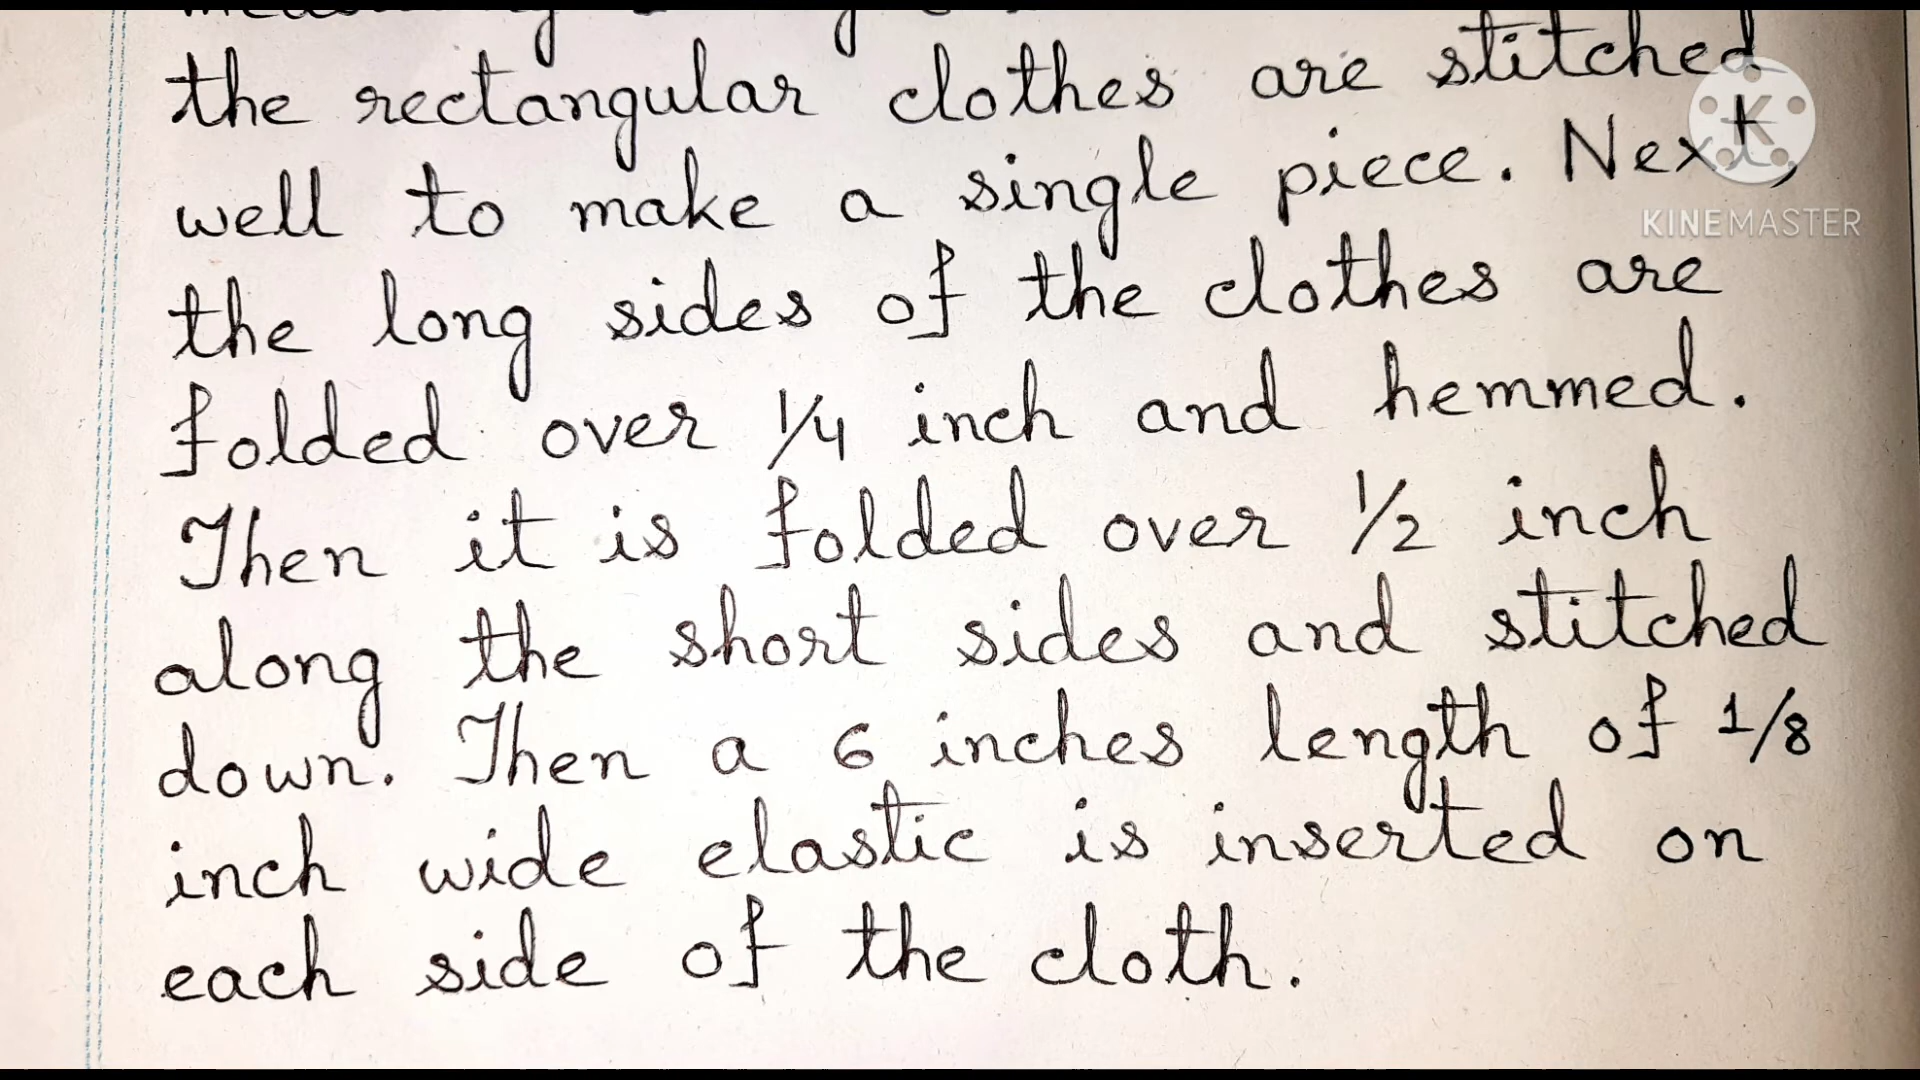 the rectangular clothes are stitched
well to make a single piece. Next,
the long sides of the clothes are
folded over 1/4 inch and hemmed.
Then it is folded over 1/2 inch
along the short sides and stitched
down. Then a 6 inches length of 1/8
inch wide elastic is inserted on
each side of the cloth.
K
KINEMASTER